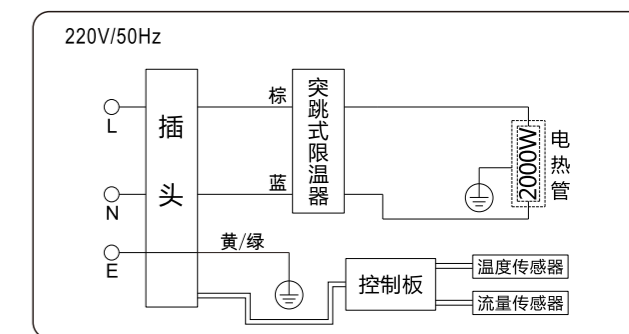 220V/50Hz
L
N
E
插头
棕
蓝
黄/绿
突跳式限温器
2000W
电热管
控制板
温度传感器
流量传感器